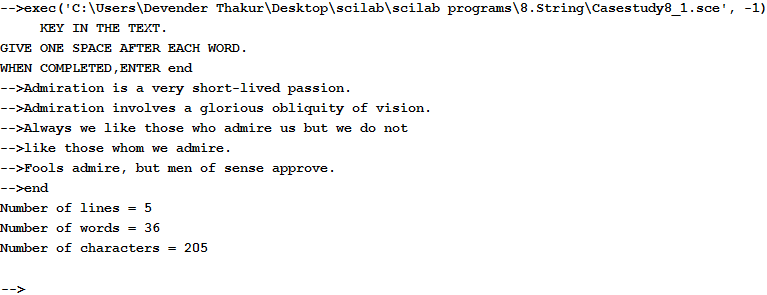 -->exec('C:\Users\Devender Thakur\Desktop\scilab\scilab programs\8.String\Casestudy8_1.sce', -1)
KEY IN THE TEXT.
GIVE ONE SPACE AFTER EACH WORD.
WHEN COMPLETED,ENTER end
-->Admiration is a very short-lived passion.
-->Admiration involves a glorious obliquity of vision.
-->Always we like those who admire us but we do not
-->like those whom we admire.
-->Fools admire, but men of sense approve.
-->end
Number of lines = 5
Number of words = 36
Number of characters = 205
-->